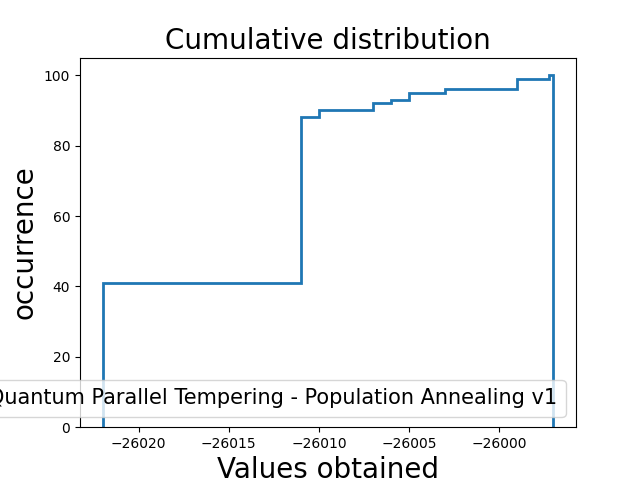 Cumulative distribution
occurrence
100
80
60
40
20
0
Quantum Parallel Tempering - Population Annealing v1
−26020 −26015 −26010 −26005 −26000
Values obtained